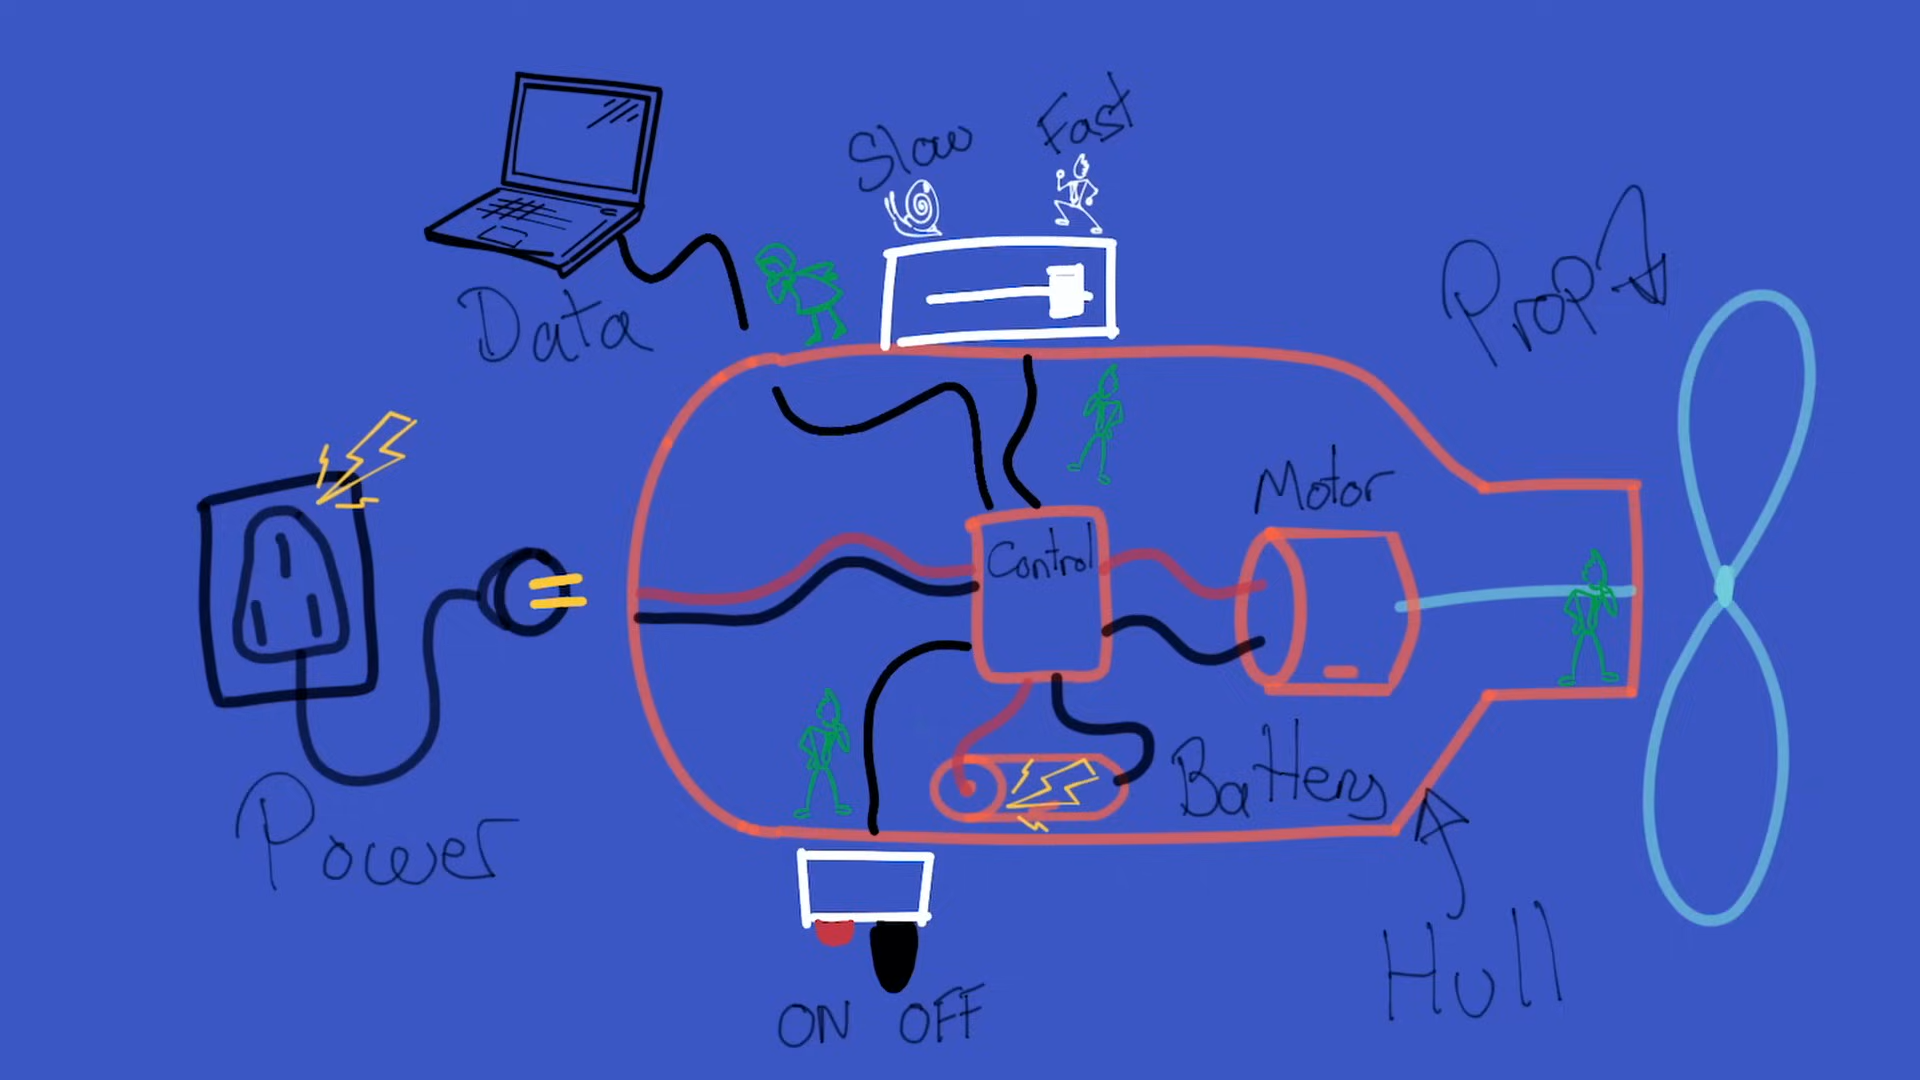 Slow Fast
Data
Prop
Motor
Control
Battery
Power
Hull
ON OFF